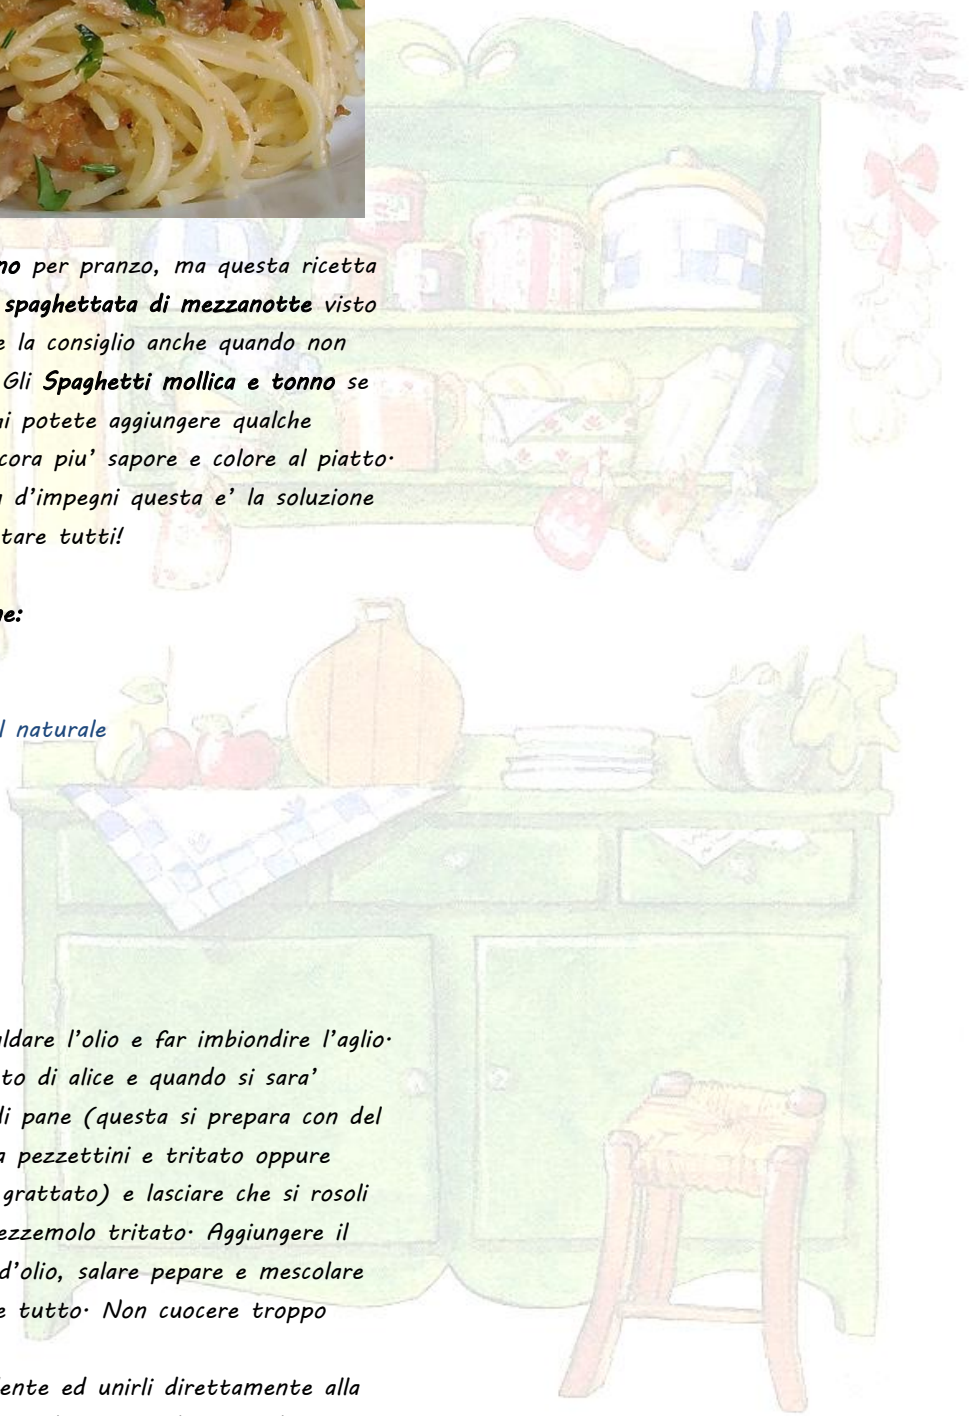 no per pranzo, ma questa ricetta
spaghettata di mezzanotte visto
e la consiglio anche quando non
Gli Spaghetti mollica e tonno se
ni potete aggiungere qualche
cora piu' sapore e colore al piatto.
d'impegni questa e' la soluzione
tare tutti!
ne:
l naturale
ldare l'olio e far imbiondire l'aglio.
to di alice e quando si sara'
di pane (questa si prepara con del
a pezzettini e tritato oppure
grattato) e lasciare che si rosoli
ezzemolo tritato. Aggiungere il
d'olio, salare pepare e mescolare
e tutto. Non cuocere troppo
ente ed unirli direttamente alla